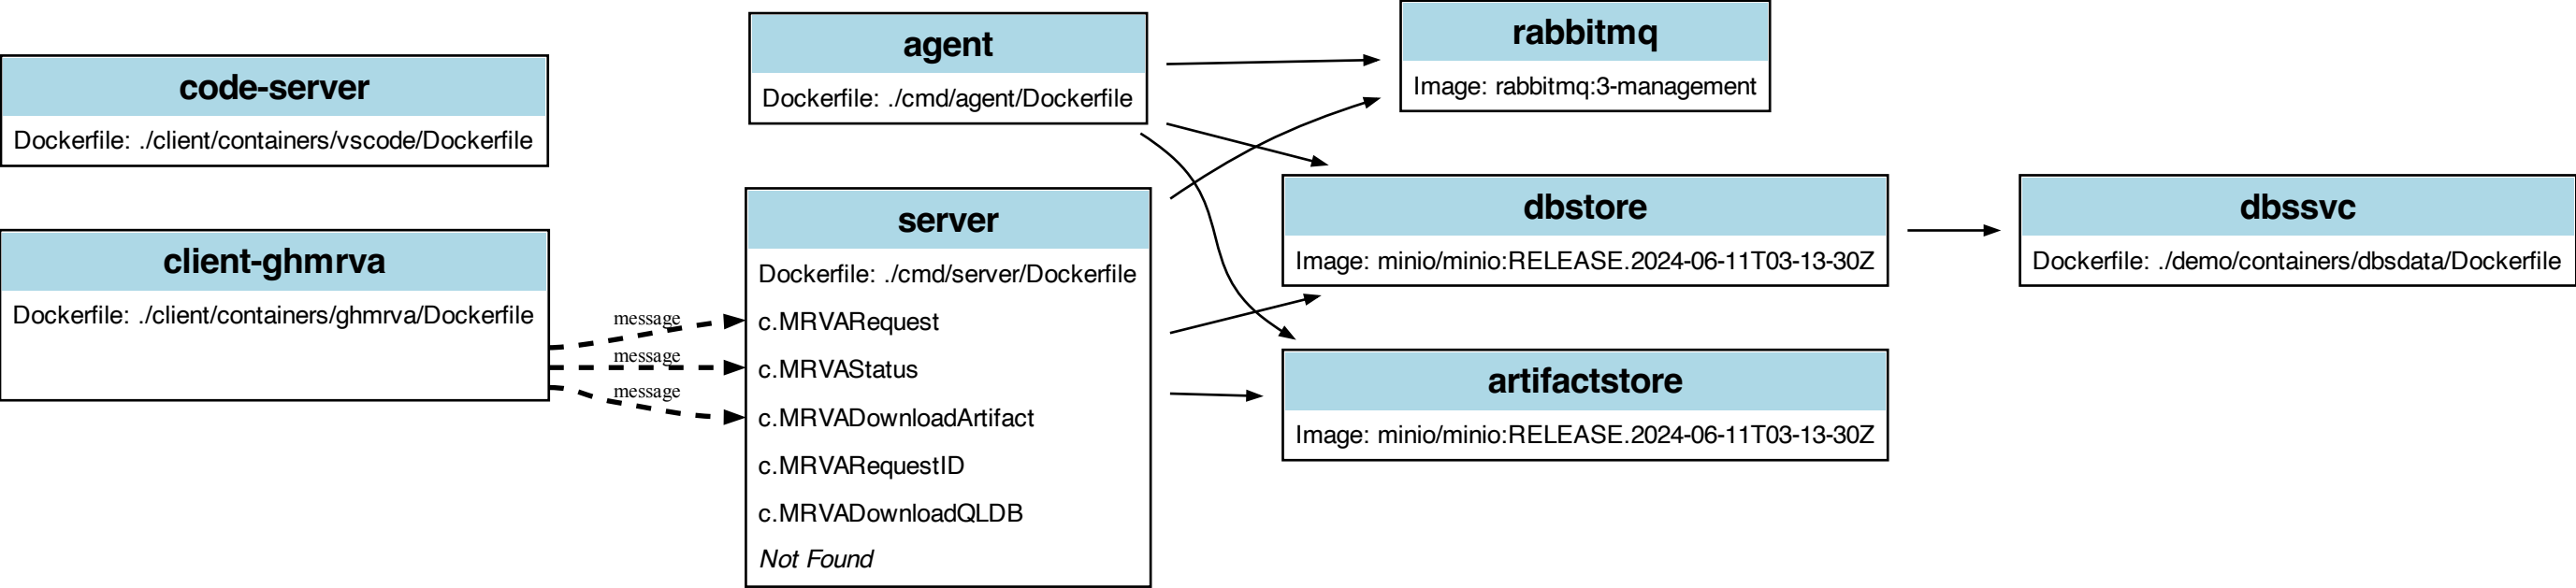 code-server
Dockerfile: ./client/containers/vscode/Dockerfile
client-ghmrva
Dockerfile: ./client/containers/ghmrva/Dockerfile
message
message
message
agent
Dockerfile: ./cmd/agent/Dockerfile
server
Dockerfile: ./cmd/server/Dockerfile
c.MRVARequest
c.MRVAStatus
c.MRVADownloadArtifact
c.MRVARequestID
c.MRVADownloadQLDB
Not Found
rabbitmq
Image: rabbitmq:3-management
dbstore
Image: minio/minio:RELEASE.2024-06-11T03-13-30Z
artifactstore
Image: minio/minio:RELEASE.2024-06-11T03-13-30Z
dbssvc
Dockerfile: ./demo/containers/dbsdata/Dockerfile